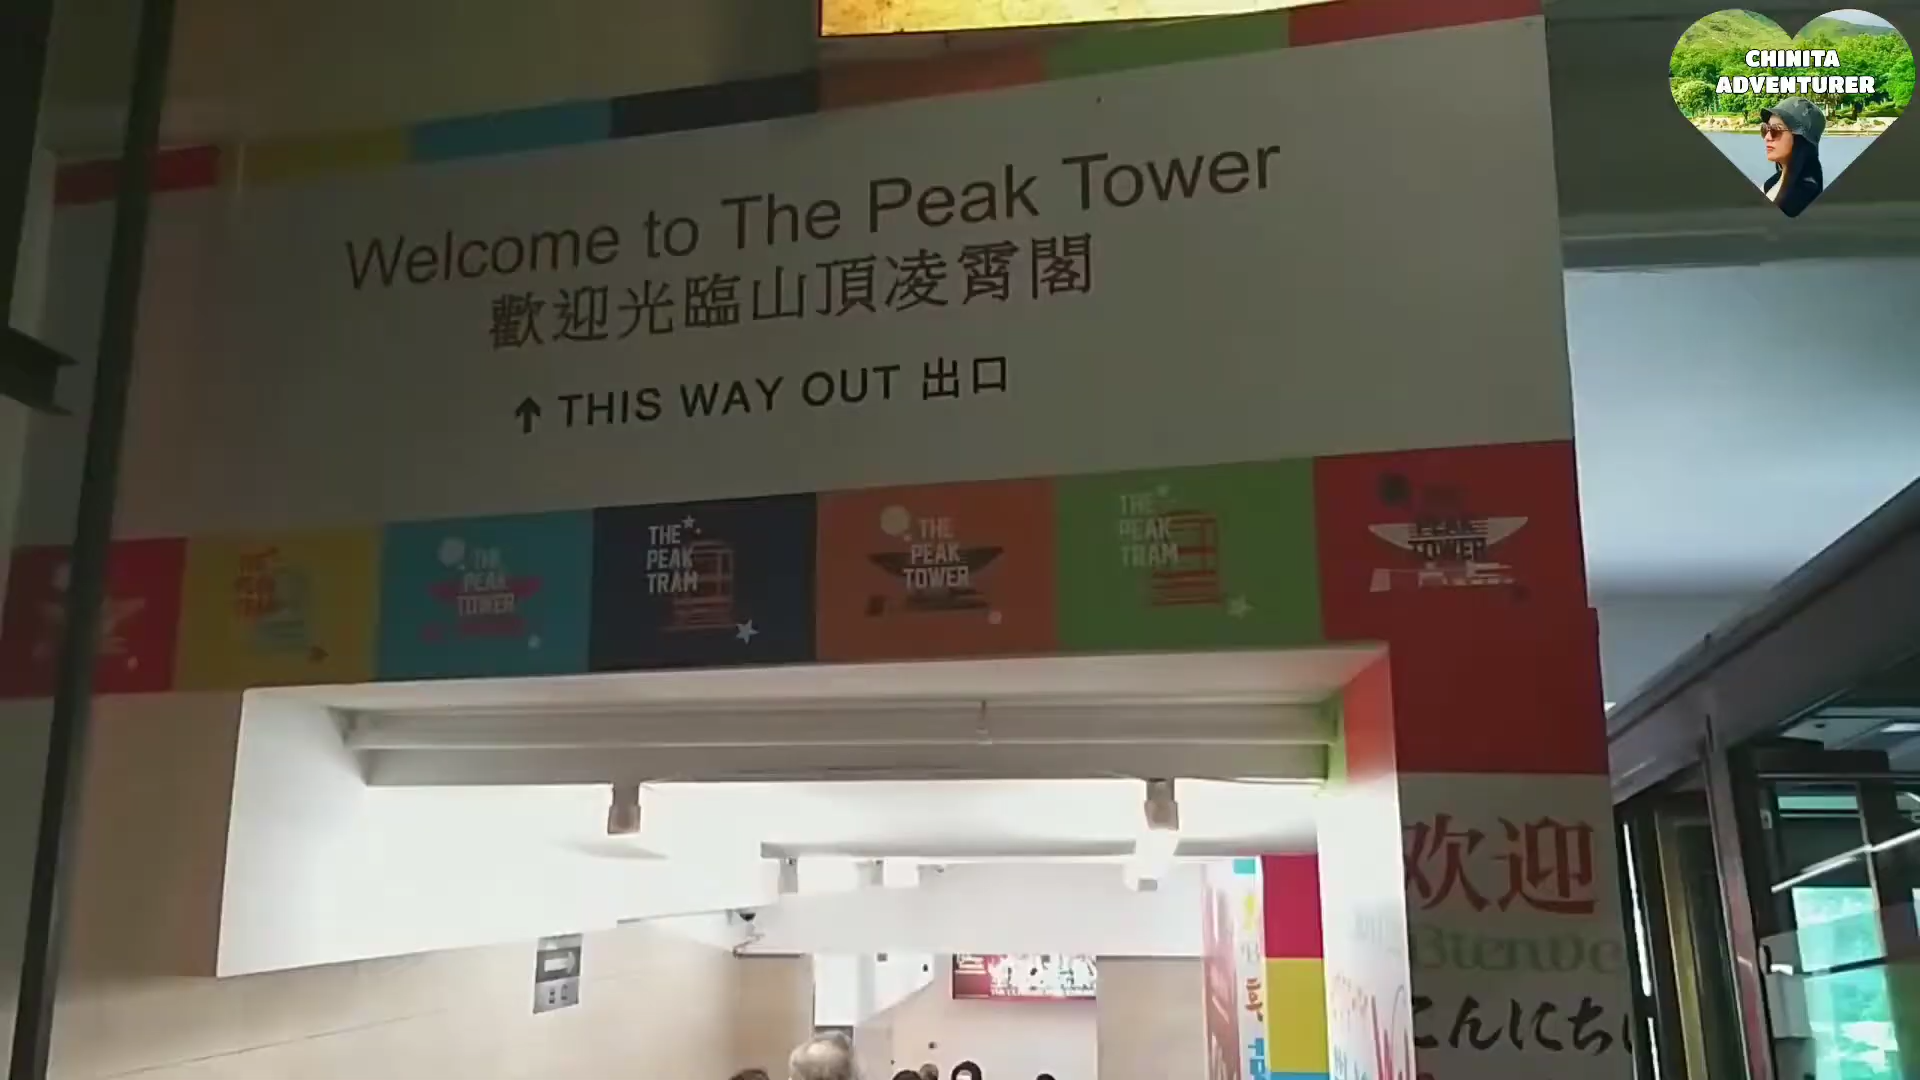 CHINITA
ADVENTURER
Welcome to The Peak Tower
歡迎光臨山頂凌霄閣
↑ THIS WAY OUT 出口
THE
PEAK
TOWER
THE
PEAK
TRAM
THE
PEAK
TOWER
THE
PEAK
TRAM
TOWER
欢迎
Bienve
こんにち